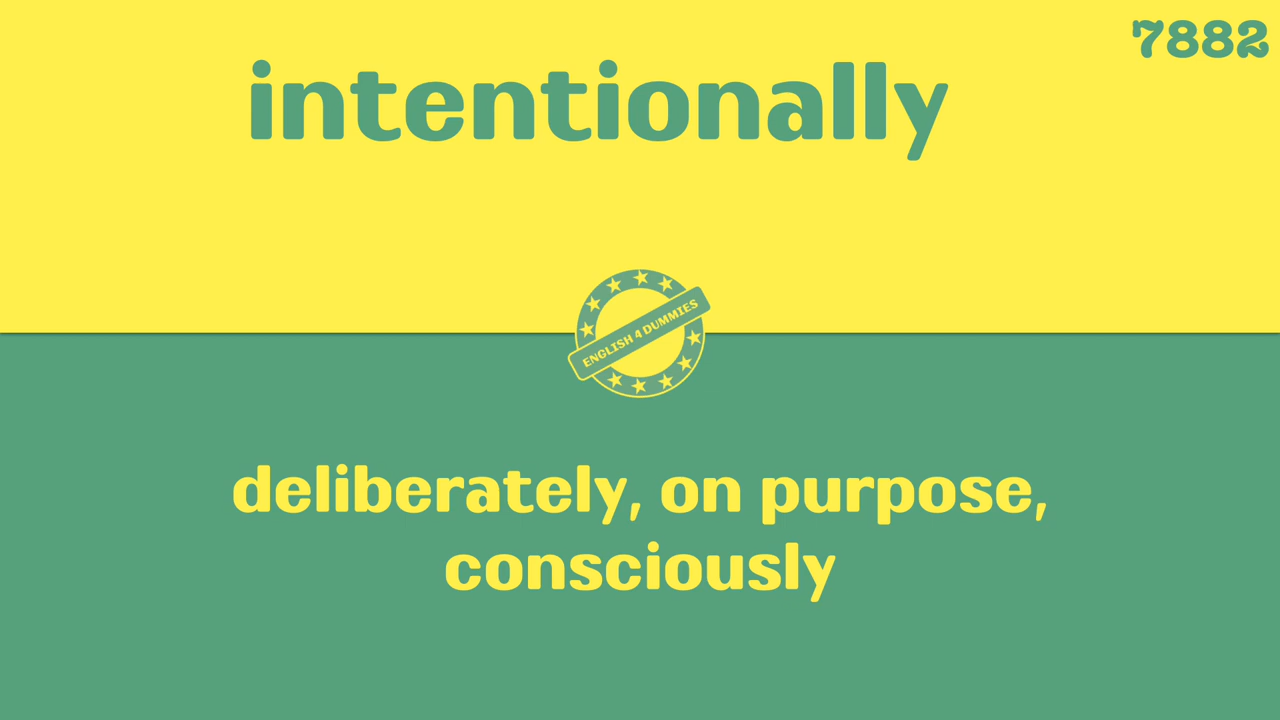 7882
intentionally
ENGLISH 4 DUMMIES
deliberately, on purpose,
consciously